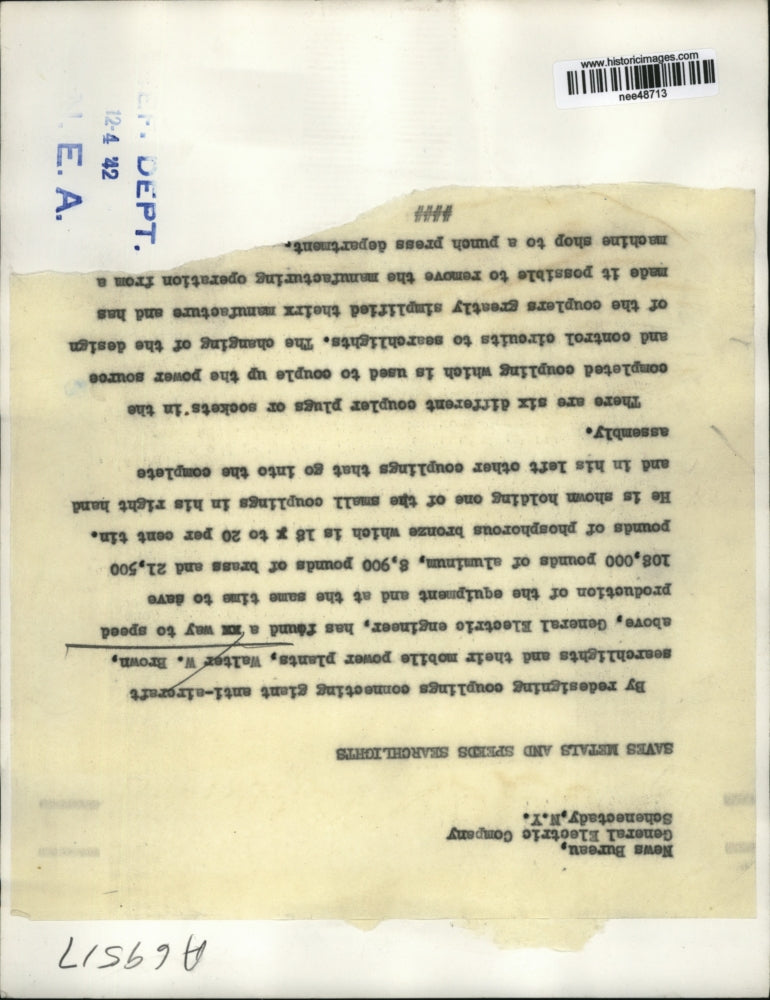 www.historicimages.com
nee48713
DEPT.
12-4 '42
N. E. A.
News Bureau,
General Electric Company
Schenectady,N.Y.
SAVES METALS AND SPEEDS SEARCHLIGHTS
By redesigning couplings connecting giant anti-aircraft
searchlights and their mobile power plants, Walter W. Brown,
above, General Electric engineer, has found a xx way to speed
production of the equipment and at the same time to save
108,000 pounds of aluminum, 8,900 pounds of brass and 21,500
pounds of phosphorous bronze which is 18 x to 20 per cent tin.
He is shown holding one of the small couplings in his right hand
and in his left other couplings that go into the complete
assembly.
There are six different coupler plugs or sockets in the
completed coupling which is used to couple up the power source
and control circuits to searchlights. The changing of the design
of the couplers greatly simplified theirx manufacture and has
made it possible to remove the manufacturing operation from a
machine shop to a punch press department.
####
A69517